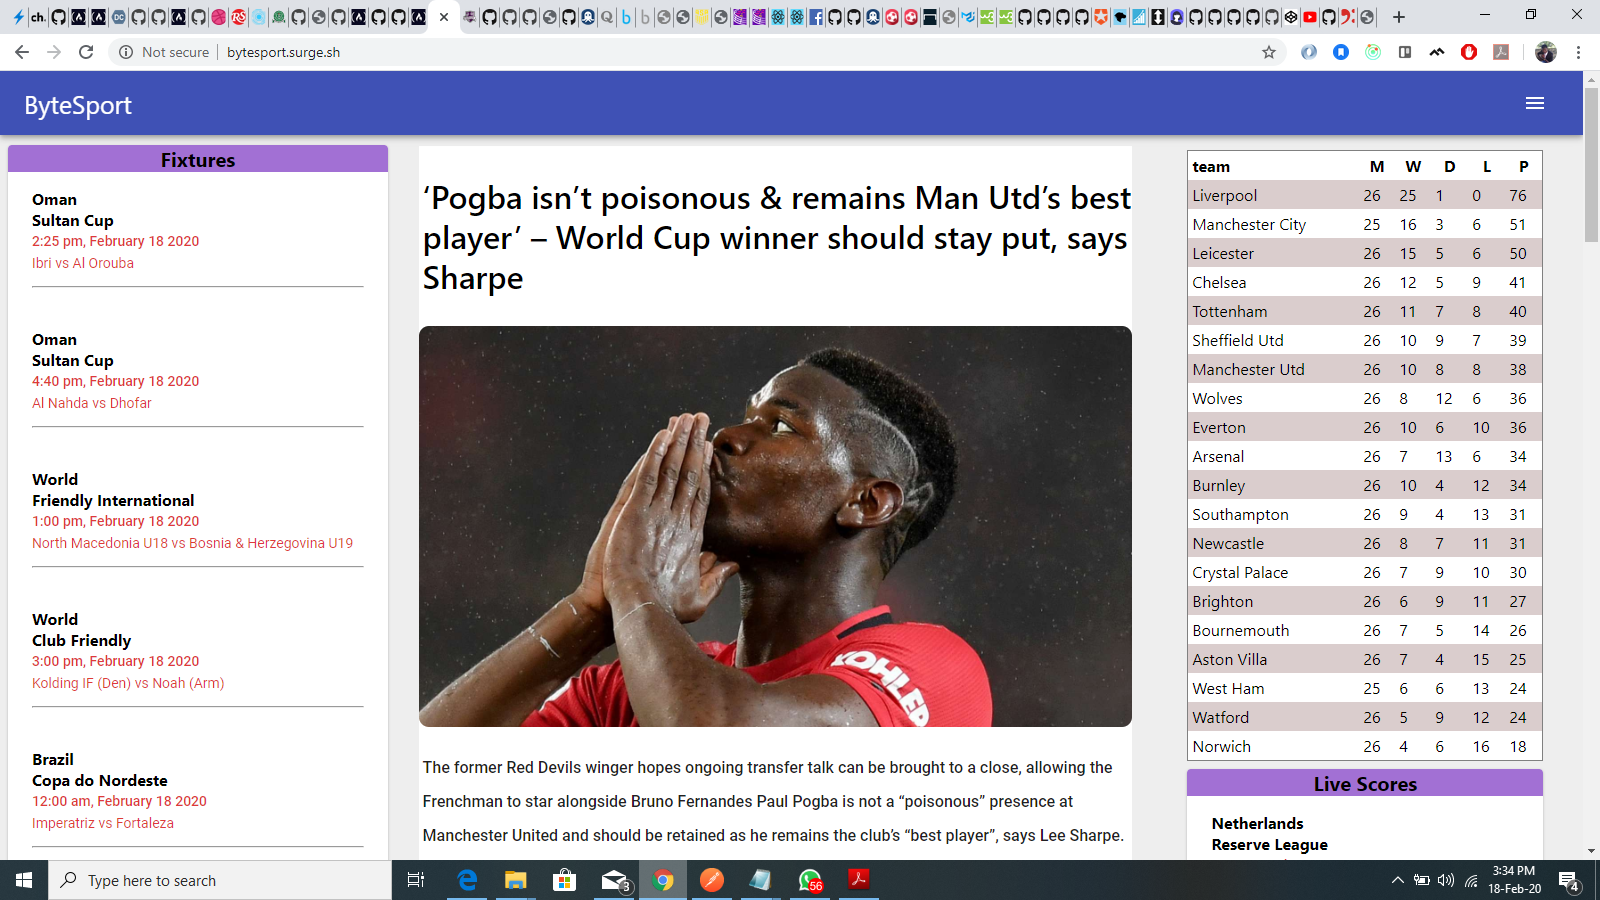 ch.
Not secure
bytesport.surge.sh
ByteSport
Fixtures
Oman
Sultan Cup
2:25 pm, February 18 2020
Ibri vs Al Orouba
Oman
Sultan Cup
4:40 pm, February 18 2020
Al Nahda vs Dhofar
World
Friendly International
1:00 pm, February 18 2020
North Macedonia U18 vs Bosnia & Herzegovina U19
World
Club Friendly
3:00 pm, February 18 2020
Kolding IF (Den) vs Noah (Arm)
Brazil
Copa do Nordeste
12:00 am, February 18 2020
Imperatriz vs Fortaleza
‘Pogba isn’t poisonous & remains Man Utd’s best
player’ – World Cup winner should stay put, says
Sharpe
KOHLER
The former Red Devils winger hopes ongoing transfer talk can be brought to a close, allowing the
Frenchman to star alongside Bruno Fernandes Paul Pogba is not a “poisonous” presence at
Manchester United and should be retained as he remains the club’s “best player”, says Lee Sharpe.
team M W D L P
Liverpool 26 25 1 0 76
Manchester City 25 16 3 6 51
Leicester 26 15 5 6 50
Chelsea 26 12 5 9 41
Tottenham 26 11 7 8 40
Sheffield Utd 26 10 9 7 39
Manchester Utd 26 10 8 8 38
Wolves 26 8 12 6 36
Everton 26 10 6 10 36
Arsenal 26 7 13 6 34
Burnley 26 10 4 12 34
Southampton 26 9 4 13 31
Newcastle 26 8 7 11 31
Crystal Palace 26 7 9 10 30
Brighton 26 6 9 11 27
Bournemouth 26 7 5 14 26
Aston Villa 26 7 4 15 25
West Ham 25 6 6 13 24
Watford 26 5 9 12 24
Norwich 26 4 6 16 18
Live Scores
Netherlands
Reserve League
Type here to search
3
56
3:34 PM
18-Feb-20
4